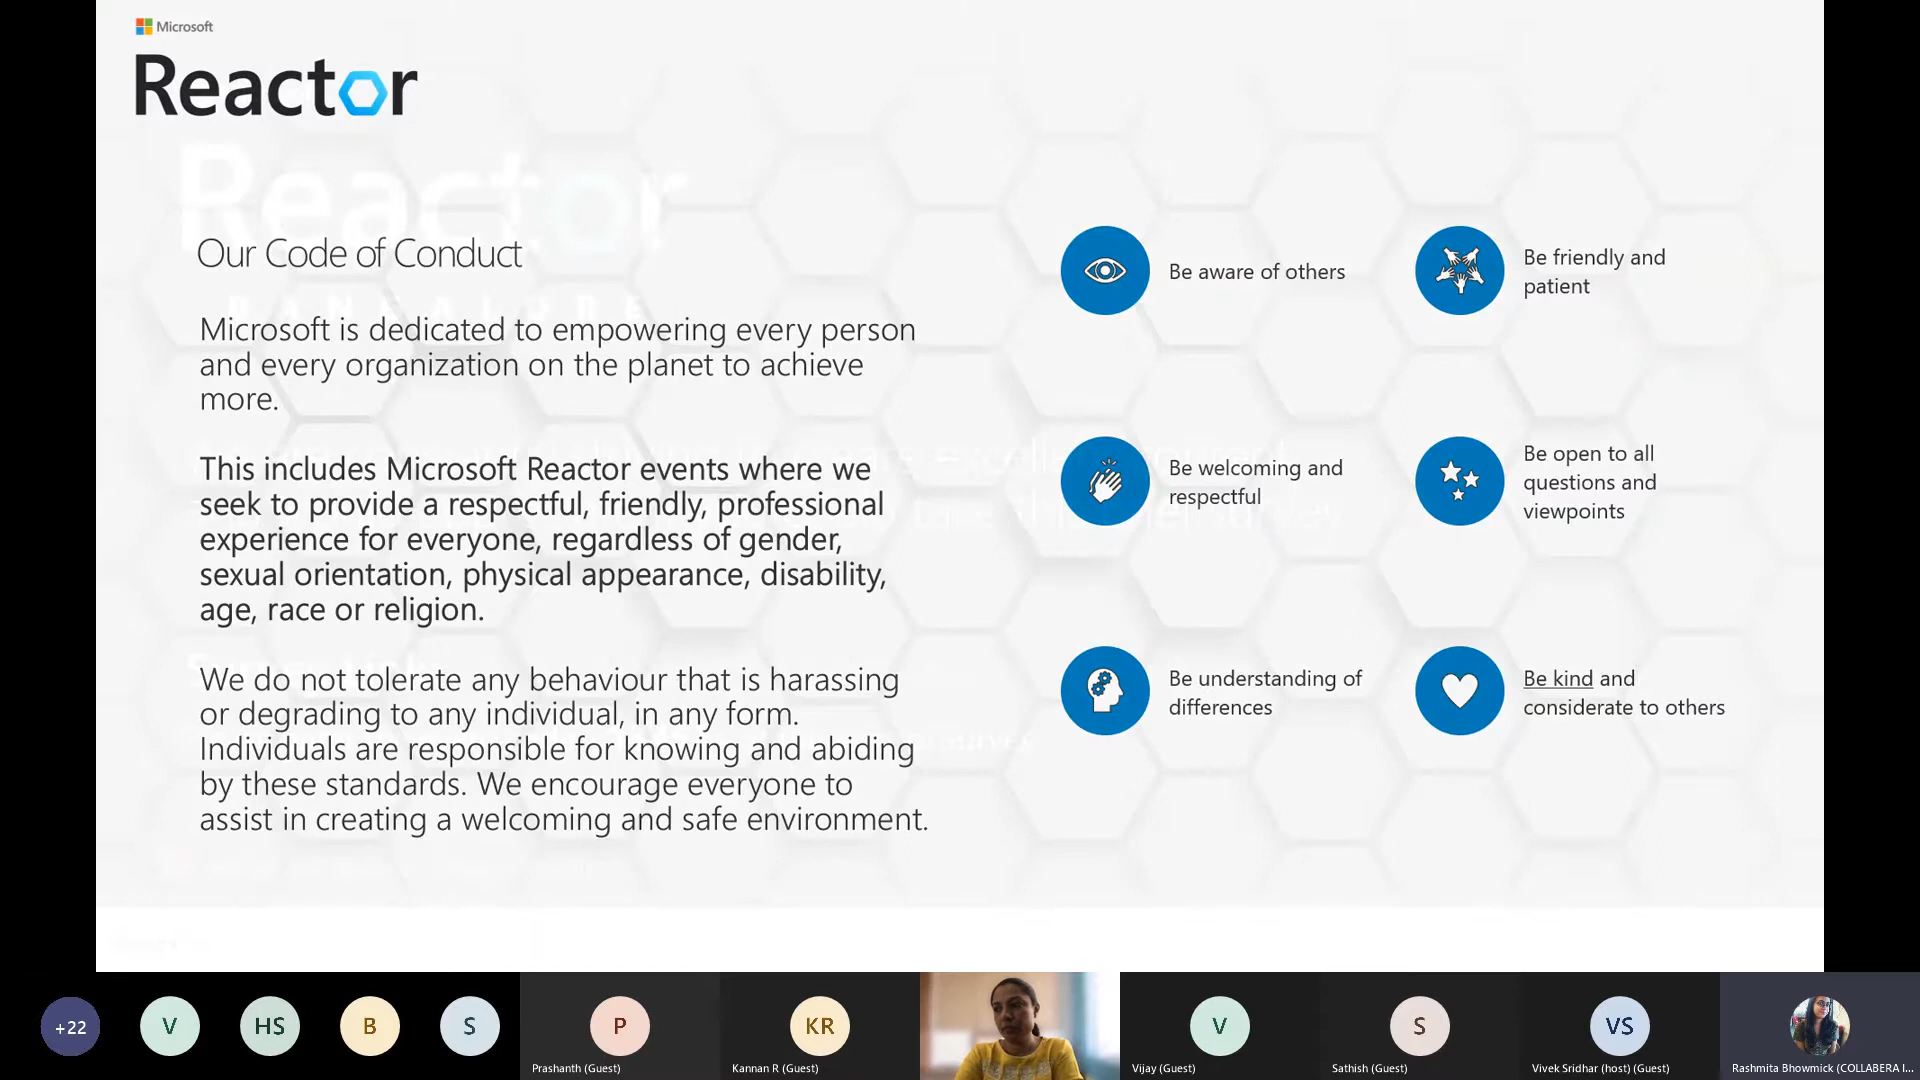 Microsoft
Reactor
Reactor
BANGALORE
Our Code of Conduct
Microsoft is dedicated to empowering every person
and every organization on the planet to achieve
more.
This includes Microsoft Reactor events where we
seek to provide a respectful, friendly, professional
experience for everyone, regardless of gender,
sexual orientation, physical appearance, disability,
age, race or religion.
We do not tolerate any behaviour that is harassing
or degrading to any individual, in any form.
Individuals are responsible for knowing and abiding
by these standards. We encourage everyone to
assist in creating a welcoming and safe environment.
Be aware of others
Be friendly and
patient
Be welcoming and
respectful
Be open to all
questions and
viewpoints
Be understanding of
differences
Be kind and
considerate to others
+22
V
HS
B
S
P
Prashanth (Guest)
KR
Kannan R (Guest)
V
Vijay (Guest)
S
Sathish (Guest)
VS
Vivek Sridhar (host) (Guest)
Rashmita Bhowmick (COLLABERA I...